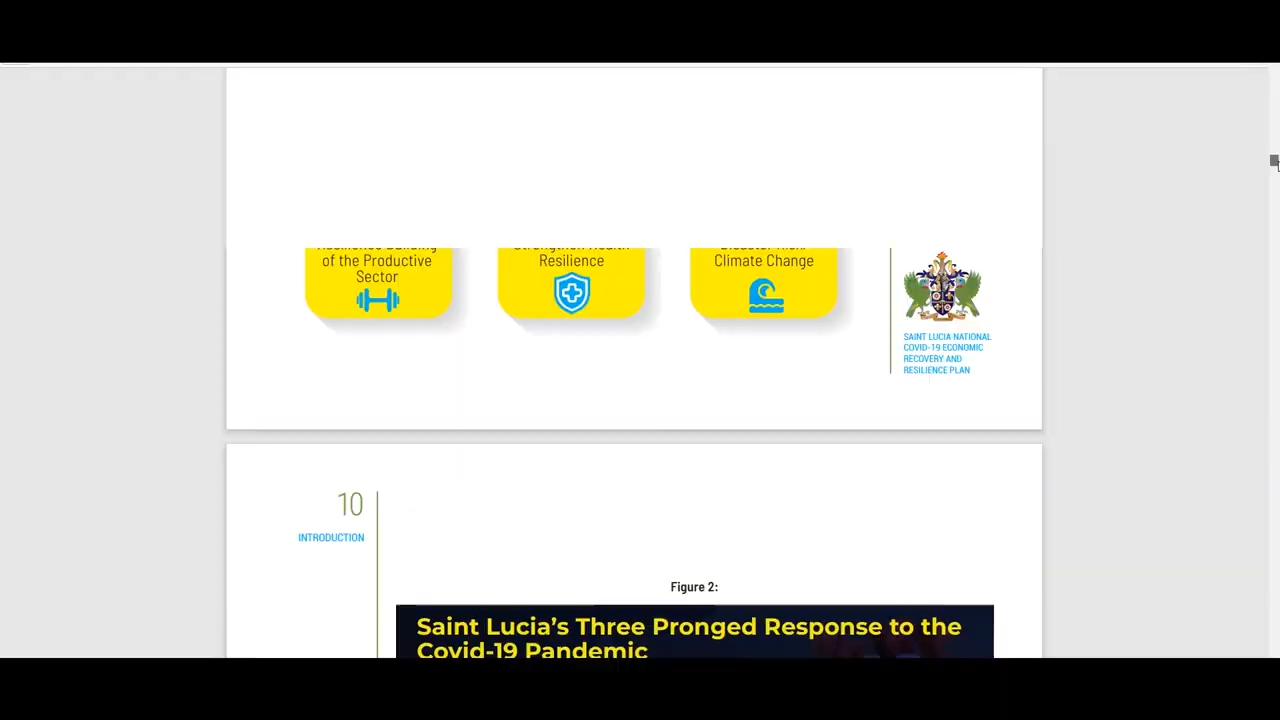 of the Productive
Sector
Resilience
Climate Change
SAINT LUCIA NATIONAL
COVID-19 ECONOMIC
RECOVERY AND
RESILIENCE PLAN
10
INTRODUCTION
Figure 2:
Saint Lucia's Three Pronged Response to the
Covid-19 Pandemic